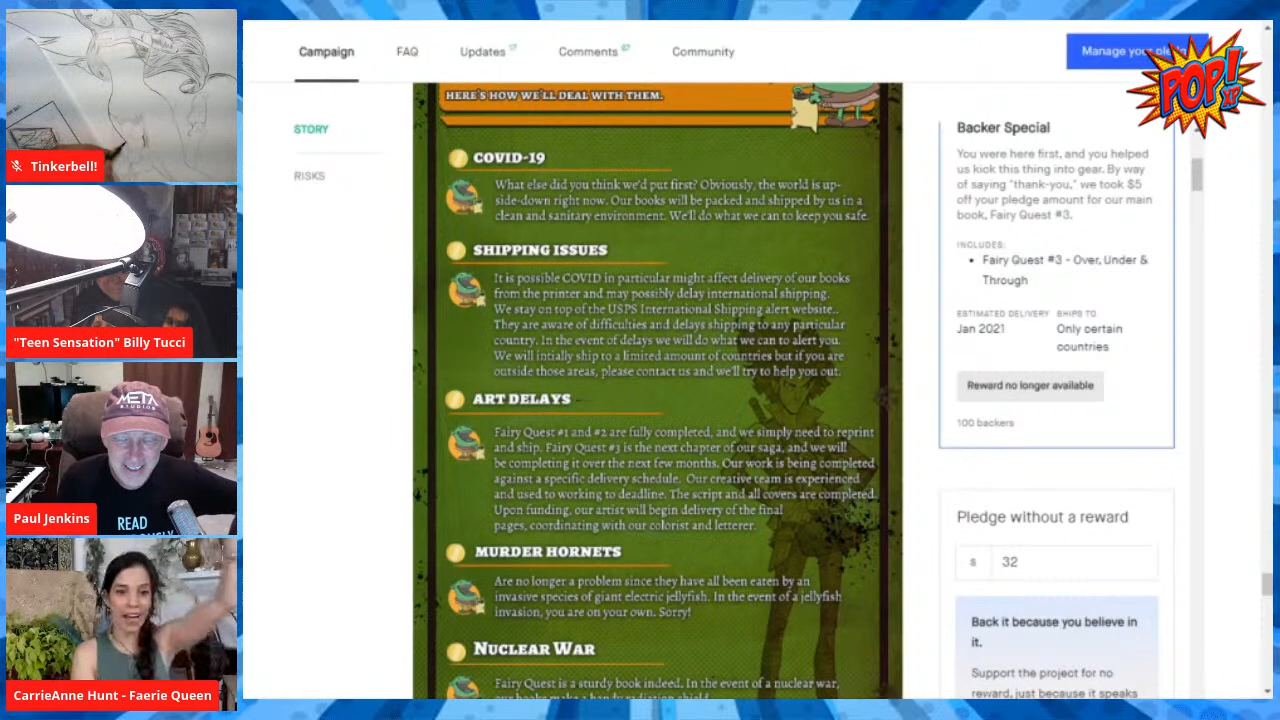 Tinkerbell!
"Teen Sensation" Billy Tucci
META
STUDIOS
Paul Jenkins
READ
CarrieAnne Hunt - Faerie Queen
Campaign
FAQ
Updates 17
Comments 67
Community
Manage your
POP!
XP
STORY
RISKS
HERE'S HOW WE'LL DEAL WITH THEM.
COVID-19
What else did you think we'd put first? Obviously, the world is up-
side-down right now. Our books will be packed and shipped by us in a
clean and sanitary environment. We'll do what we can to keep you safe.
SHIPPING ISSUES
It is possible COVID in particular might affect delivery of our books
from the printer and may possibly delay international shipping.
We stay on top of the USPS International Shipping alert website..
They are aware of difficulties and delays shipping to any particular
country. In the event of delays we will do what we can to alert you.
We will intially ship to a limited amount of countries but if you are
outside those areas, please contact us and we'll try to help you out.
ART DELAYS
Fairy Quest #1 and #2 are fully completed, and we simply need to reprint
and ship. Fairy Quest #3 is the next chapter of our saga, and we will
be completing it over the next few months. Our work is being completed
against a specific delivery schedule. Our creative team is experienced
and used to working to deadline. The script and all covers are completed.
Upon funding, our artist will begin delivery of the final
pages, coordinating with our colorist and letterer.
MURDER HORNETS
Are no longer a problem since they have all been eaten by an
invasive species of giant electric jellyfish. In the event of a jellyfish
invasion, you are on your own. Sorry!
NUCLEAR WAR
Fairy Quest is a sturdy book indeed. In the event of a nuclear war,
Backer Special
You were here first, and you helped
us kick this thing into gear. By way
of saying "thank-you," we took $5
off your pledge amount for our main
book, Fairy Quest #3.
INCLUDES:
• Fairy Quest #3 - Over, Under &
Through
ESTIMATED DELIVERY
Jan 2021
SHIPS TO
Only certain
countries
Reward no longer available
100 backers
Pledge without a reward
$ 32
Back it because you believe in
it.
Support the project for no
reward, just because it speaks